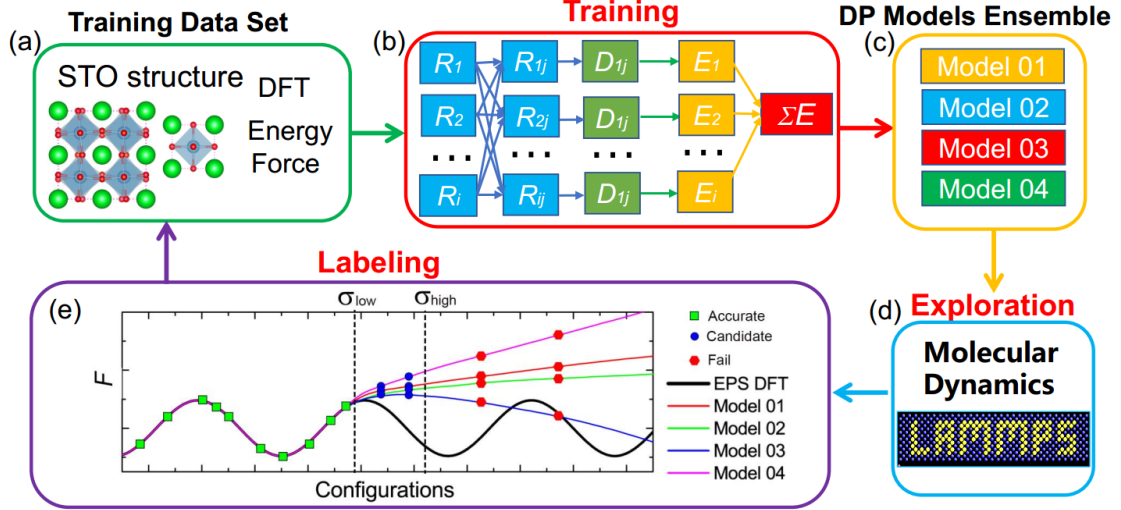 Training Data Set
(a)
STO structure
DFT
Energy
Force
Training
(b)
R1 R1j D1j E1
R2 R2j D1j E2
ΣE
... ... ... ...
Ri Rij D1j Ei
DP Models Ensemble
(c)
Model 01
Model 02
Model 03
Model 04
Exploration
(d)
Molecular
Dynamics
LAMMPS
Labeling
(e)
σlow σhigh
F
Configurations
Accurate
Candidate
Fail
EPS DFT
Model 01
Model 02
Model 03
Model 04